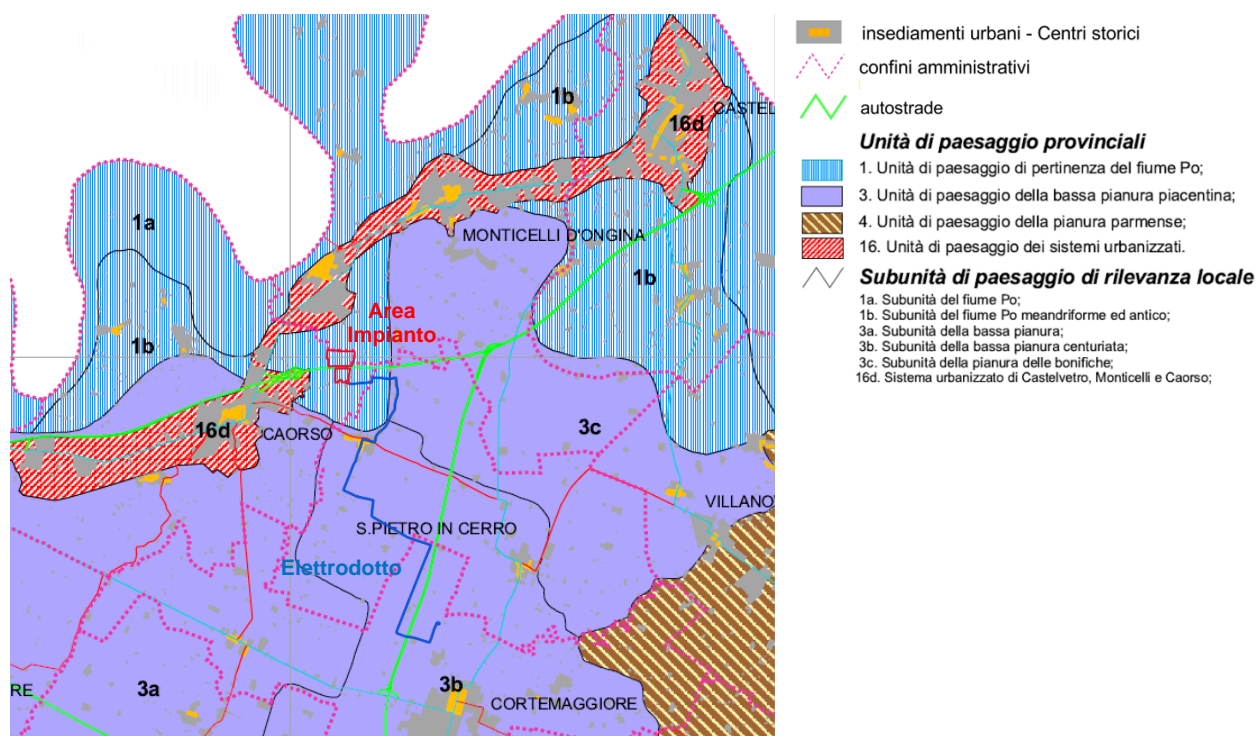 1b
16d
CASTEL
1a
MONTICELLI D'ONGINA
1b
Area
Impianto
1b
16d
CAORSO
3c
VILLANO
S.PIETRO IN CERRO
Elettrodotto
RE
3a
3b
CORTEMAGGIORE
insediamenti urbani - Centri storici
confini amministrativi
autostrade
Unità di paesaggio provinciali
1. Unità di paesaggio di pertinenza del fiume Po;
3. Unità di paesaggio della bassa pianura piacentina;
4. Unità di paesaggio della pianura parmense;
16. Unità di paesaggio dei sistemi urbanizzati.
Subunità di paesaggio di rilevanza locale
1a. Subunità del fiume Po;
1b. Subunità del fiume Po meandriforme ed antico;
3a. Subunità della bassa pianura;
3b. Subunità della bassa pianura centuriata;
3c. Subunità della pianura delle bonifiche;
16d. Sistema urbanizzato di Castelvetro, Monticelli e Caorso;